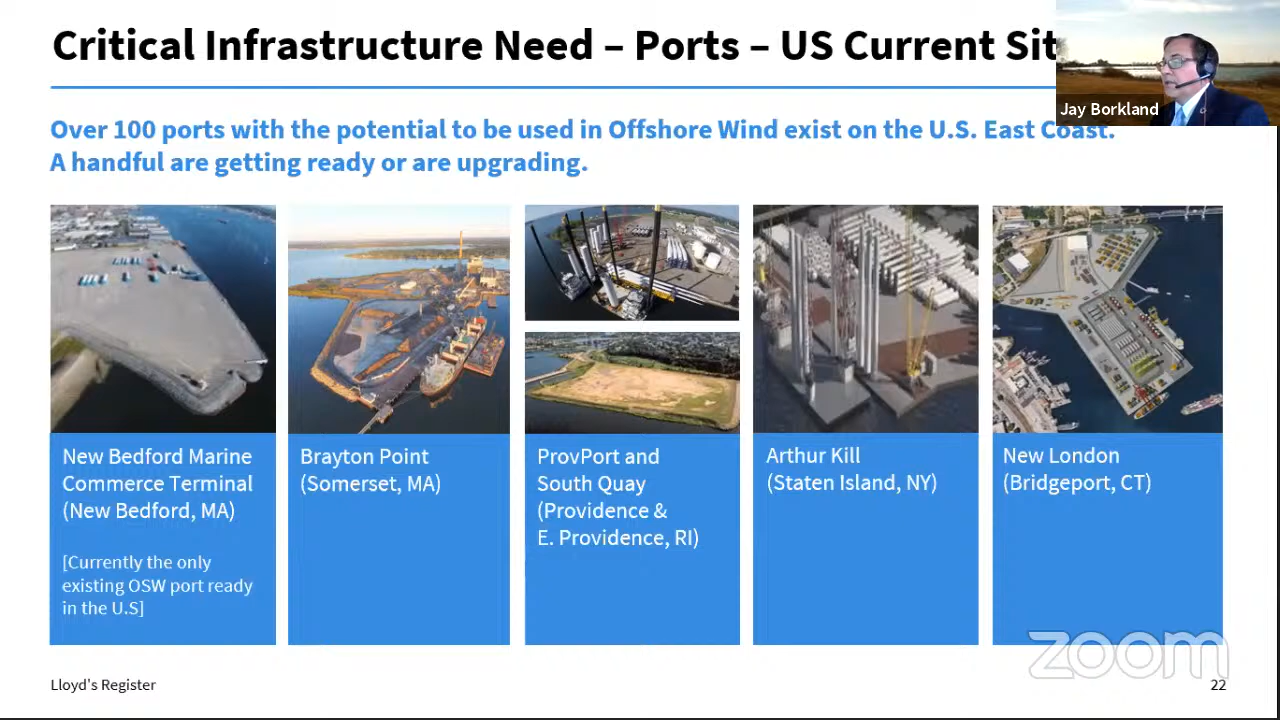 Critical Infrastructure Need – Ports – US Current Sit
Jay Borkland
Over 100 ports with the potential to be used in Offshore Wind exist on the U.S. East Coast.
A handful are getting ready or are upgrading.
New Bedford Marine
Commerce Terminal
(New Bedford, MA)
[Currently the only
existing OSW port ready
in the U.S]
Brayton Point
(Somerset, MA)
ProvPort and
South Quay
(Providence &
E. Providence, RI)
Arthur Kill
(Staten Island, NY)
New London
(Bridgeport, CT)
zoom
Lloyd's Register
22